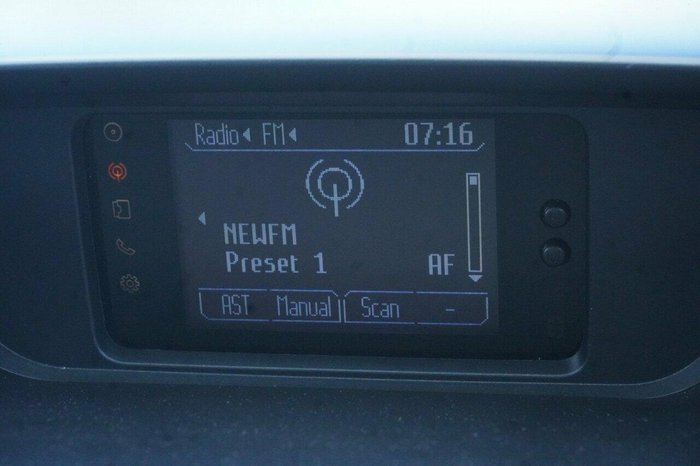 Radio FM 07:16
NEWFM
Preset 1 AF
AST Manual Scan -